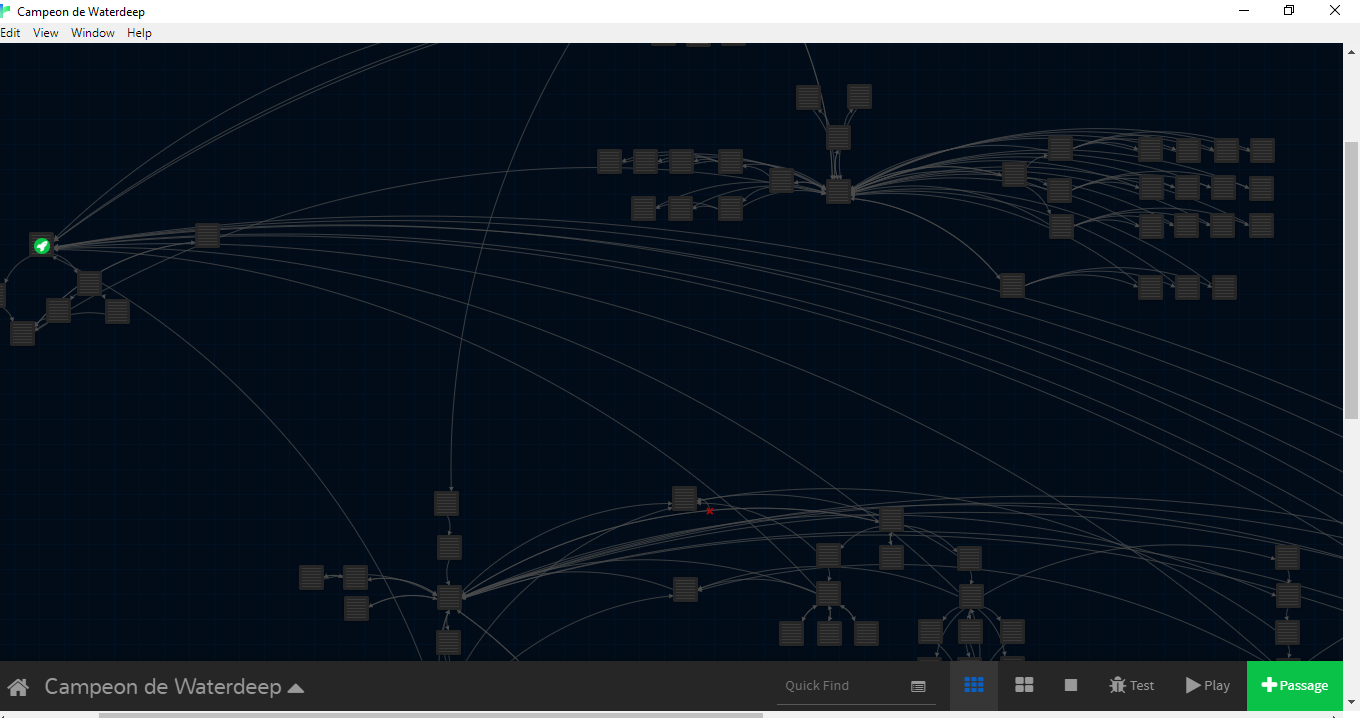 Campeon de Waterdeep
Edit View Window Help
Campeon de Waterdeep Quick Find Test Play Passage